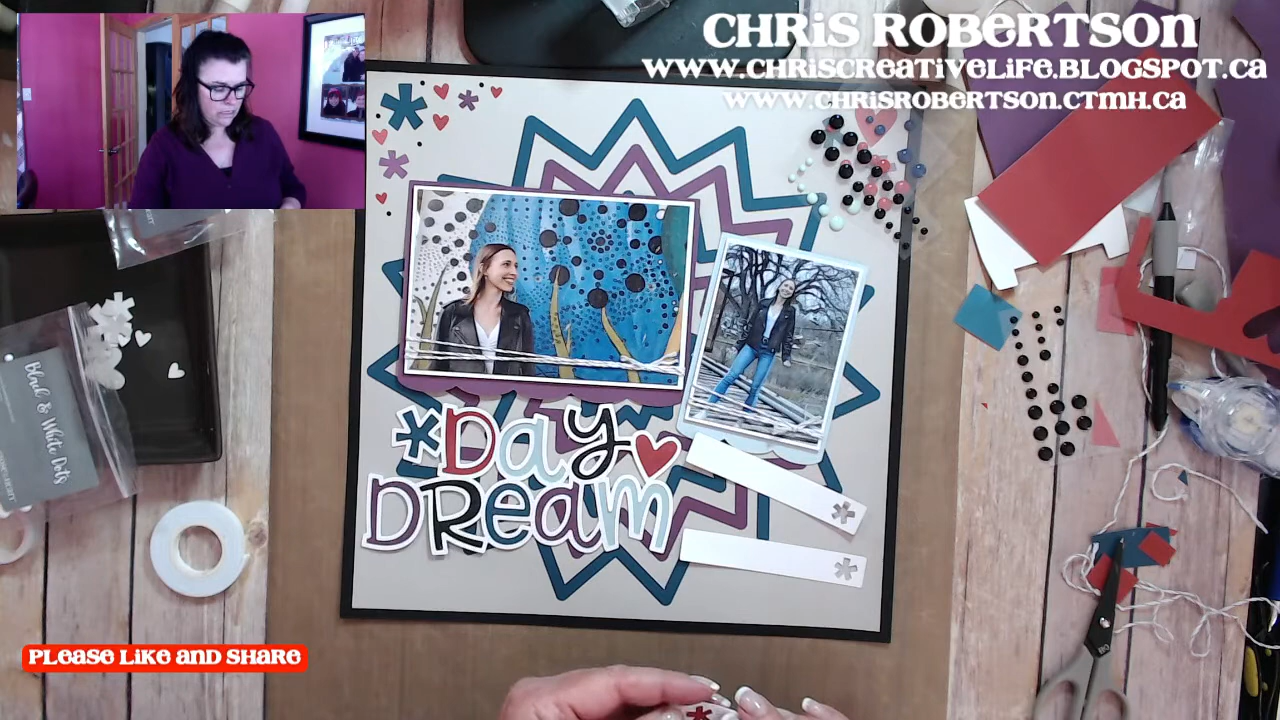 CHRiS ROBERTSON
www.CHRISCREATIVELIFE.BLOGSPOT.ca
www.CHRISROBERTSON.CTMH.ca
Day
DReam
Black & White Dots
PLease Like and SHare